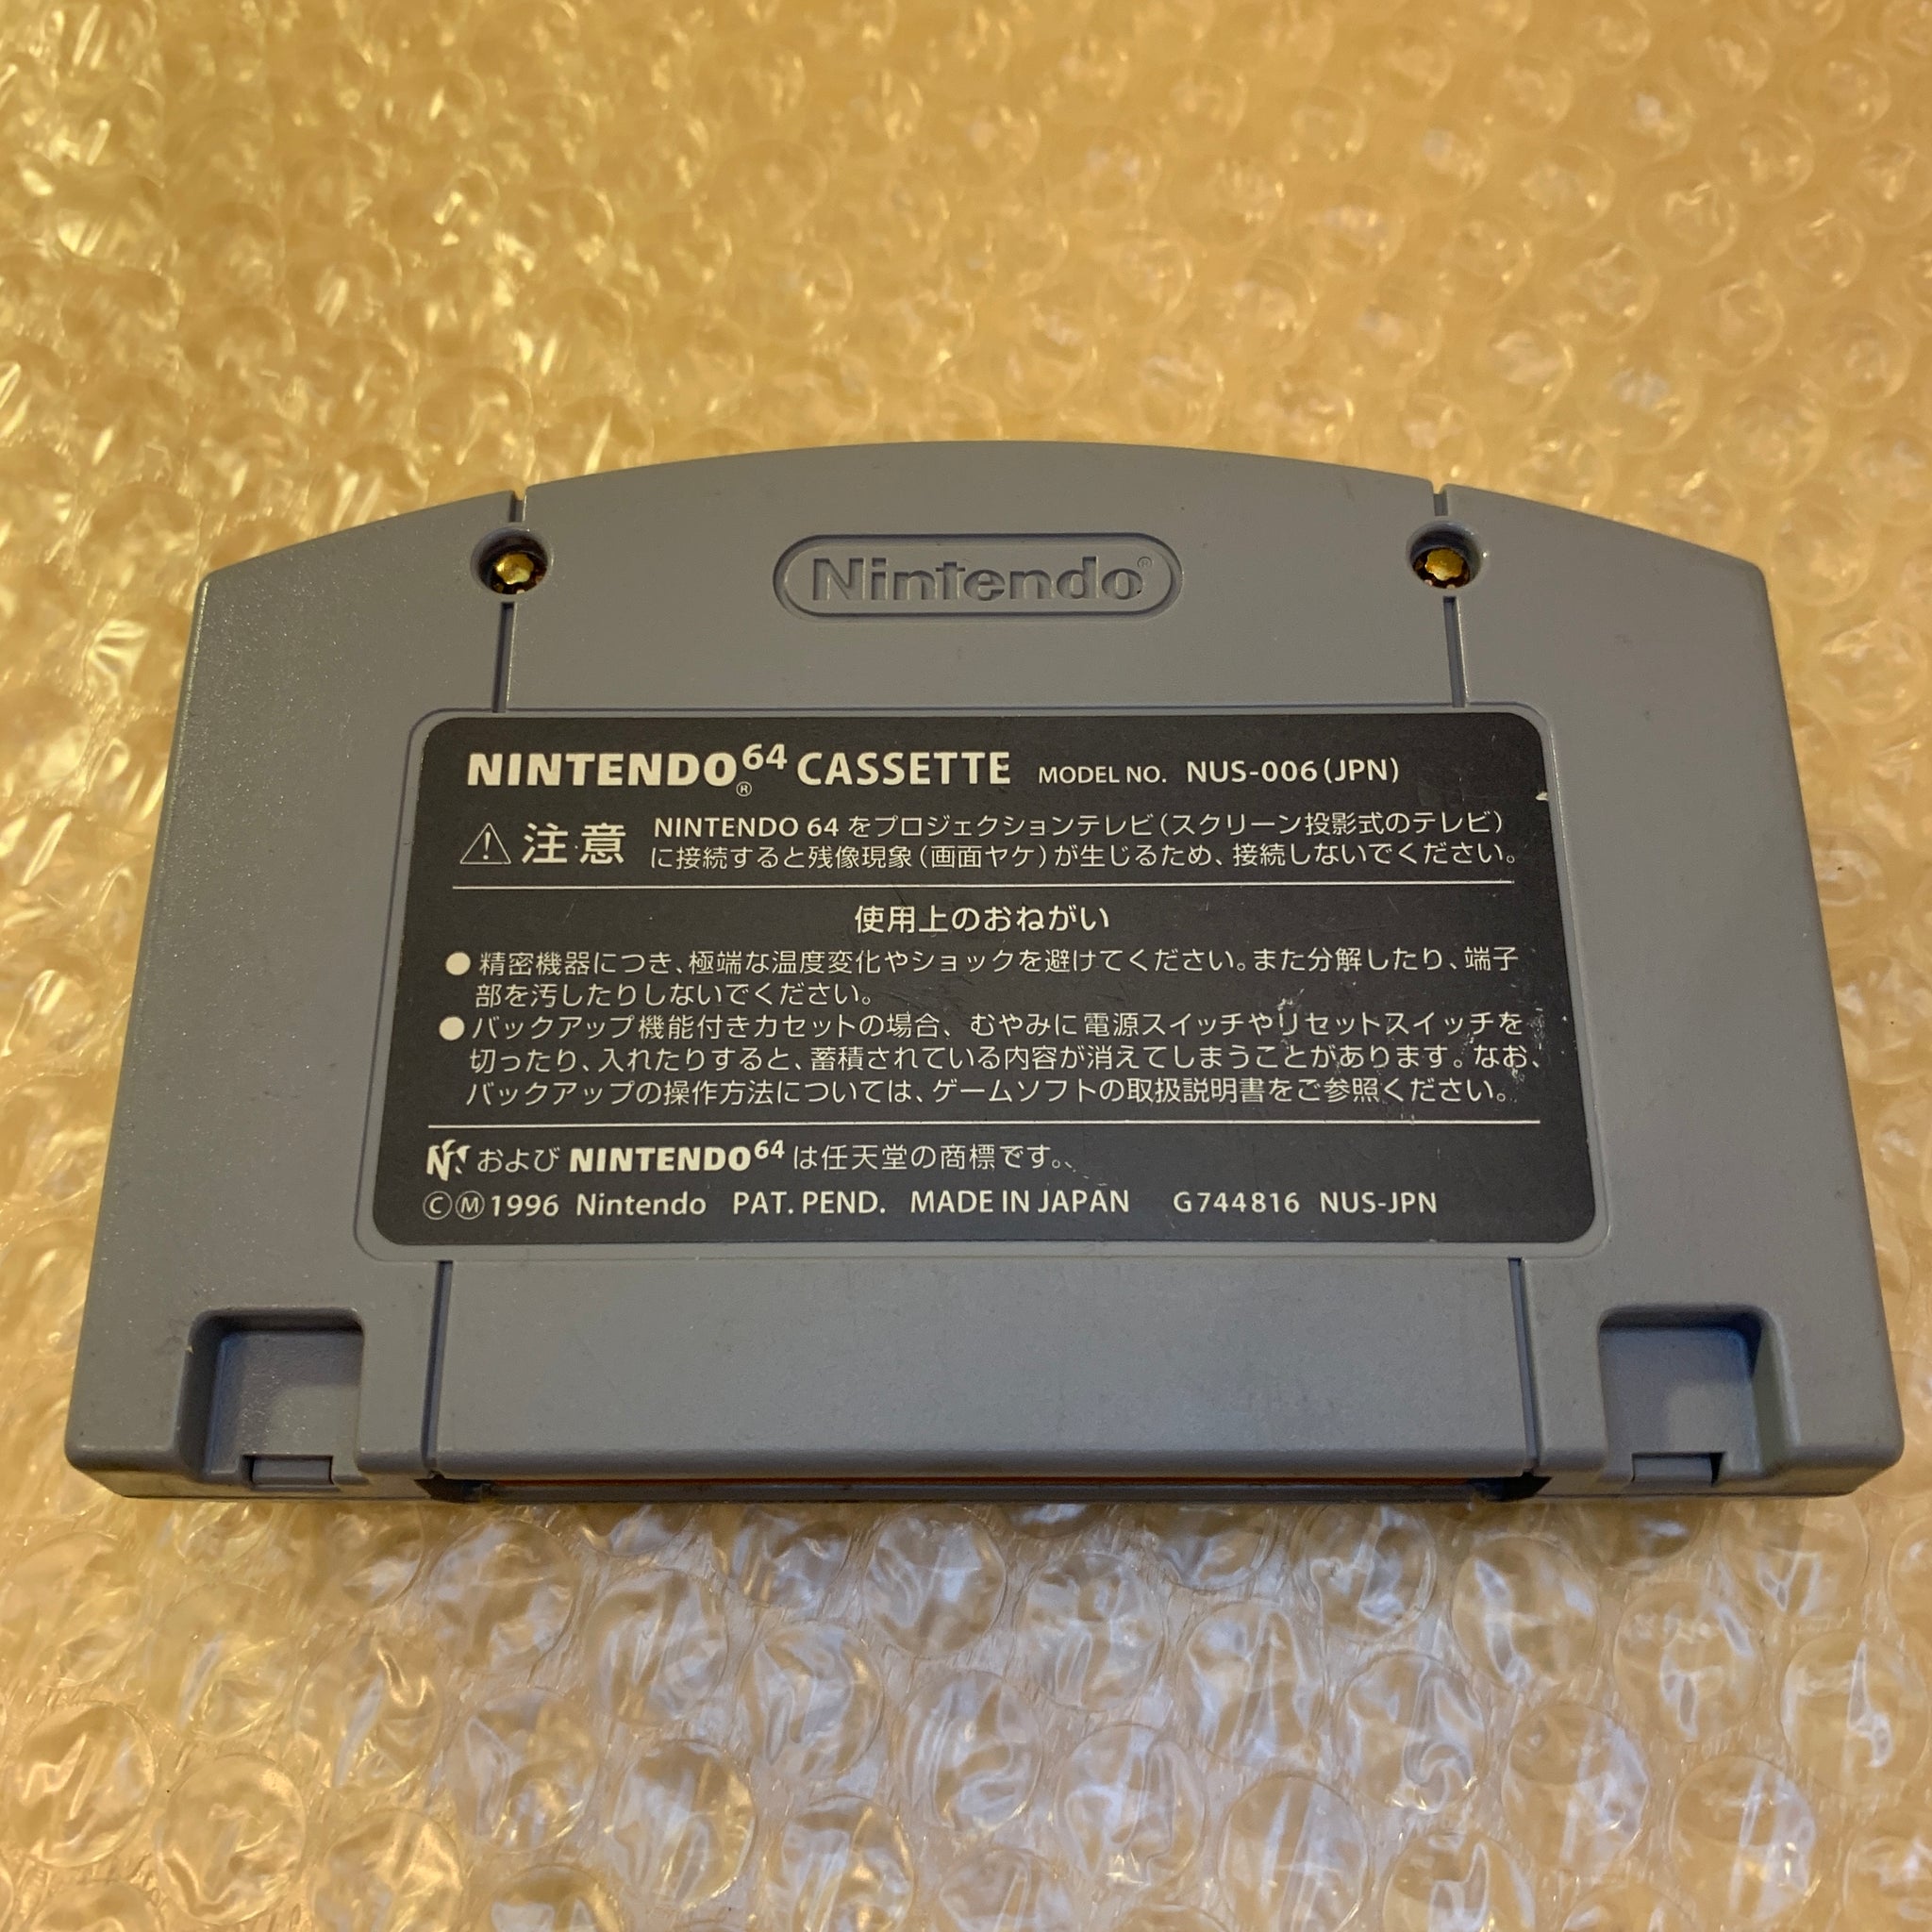 Nintendo®
NINTENDO64® CASSETTE MODEL NO. NUS-006(JPN)
⚠注意 NINTENDO 64 をプロジェクションテレビ(スクリーン投影式のテレビ)
に接続すると残像現象(画面ヤケ)が生じるため、接続しないでください。
使用上のおねがい
●精密機器につき、極端な温度変化やショックを避けてください。また分解したり、端子
部を汚したりしないでください。
●バックアップ機能付きカセットの場合、むやみに電源スイッチやリセットスイッチを
切ったり、入れたりすると、蓄積されている内容が消えてしまうことがあります。なお、
バックアップの操作方法については、ゲームソフトの取扱説明書をご参照ください。
N および NINTENDO64 は任天堂の商標です。
ⒸⓂ1996 Nintendo PAT. PEND. MADE IN JAPAN G744816 NUS-JPN